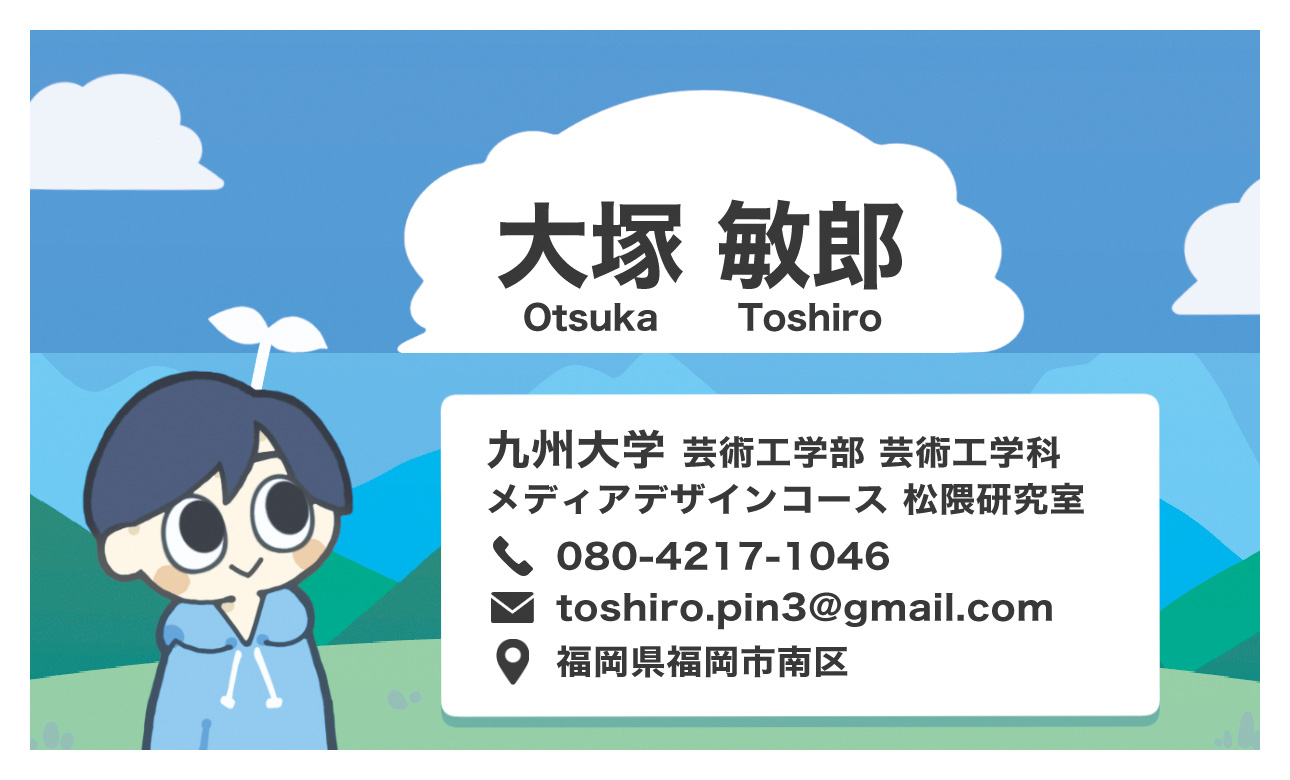 大塚 敏郎
Otsuka Toshiro
九州大学 芸術工学部 芸術工学科
メディアデザインコース 松隈研究室
080-4217-1046
toshiro.pin3@gmail.com
福岡県福岡市南区